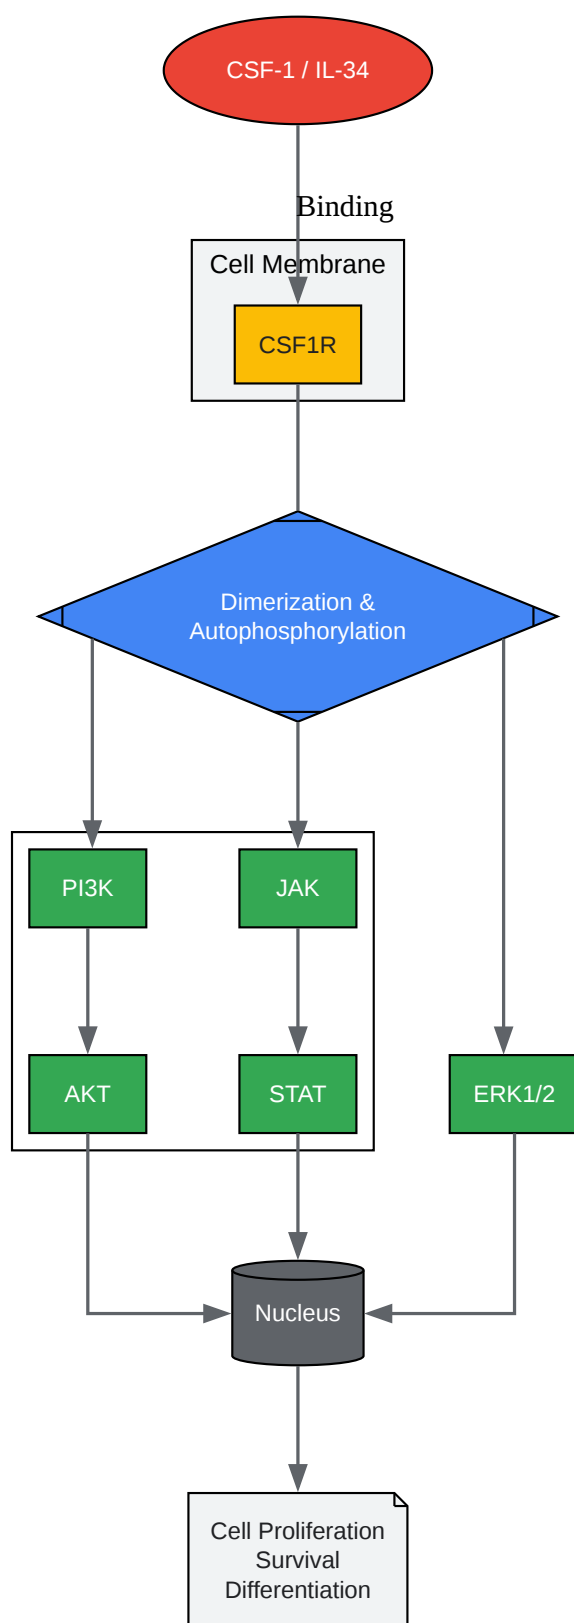 CSF-1 / IL-34
Binding
Cell Membrane
CSF1R
Dimerization &
Autophosphorylation
PI3K
JAK
AKT
STAT
ERK1/2
Nucleus
Cell Proliferation
Survival
Differentiation